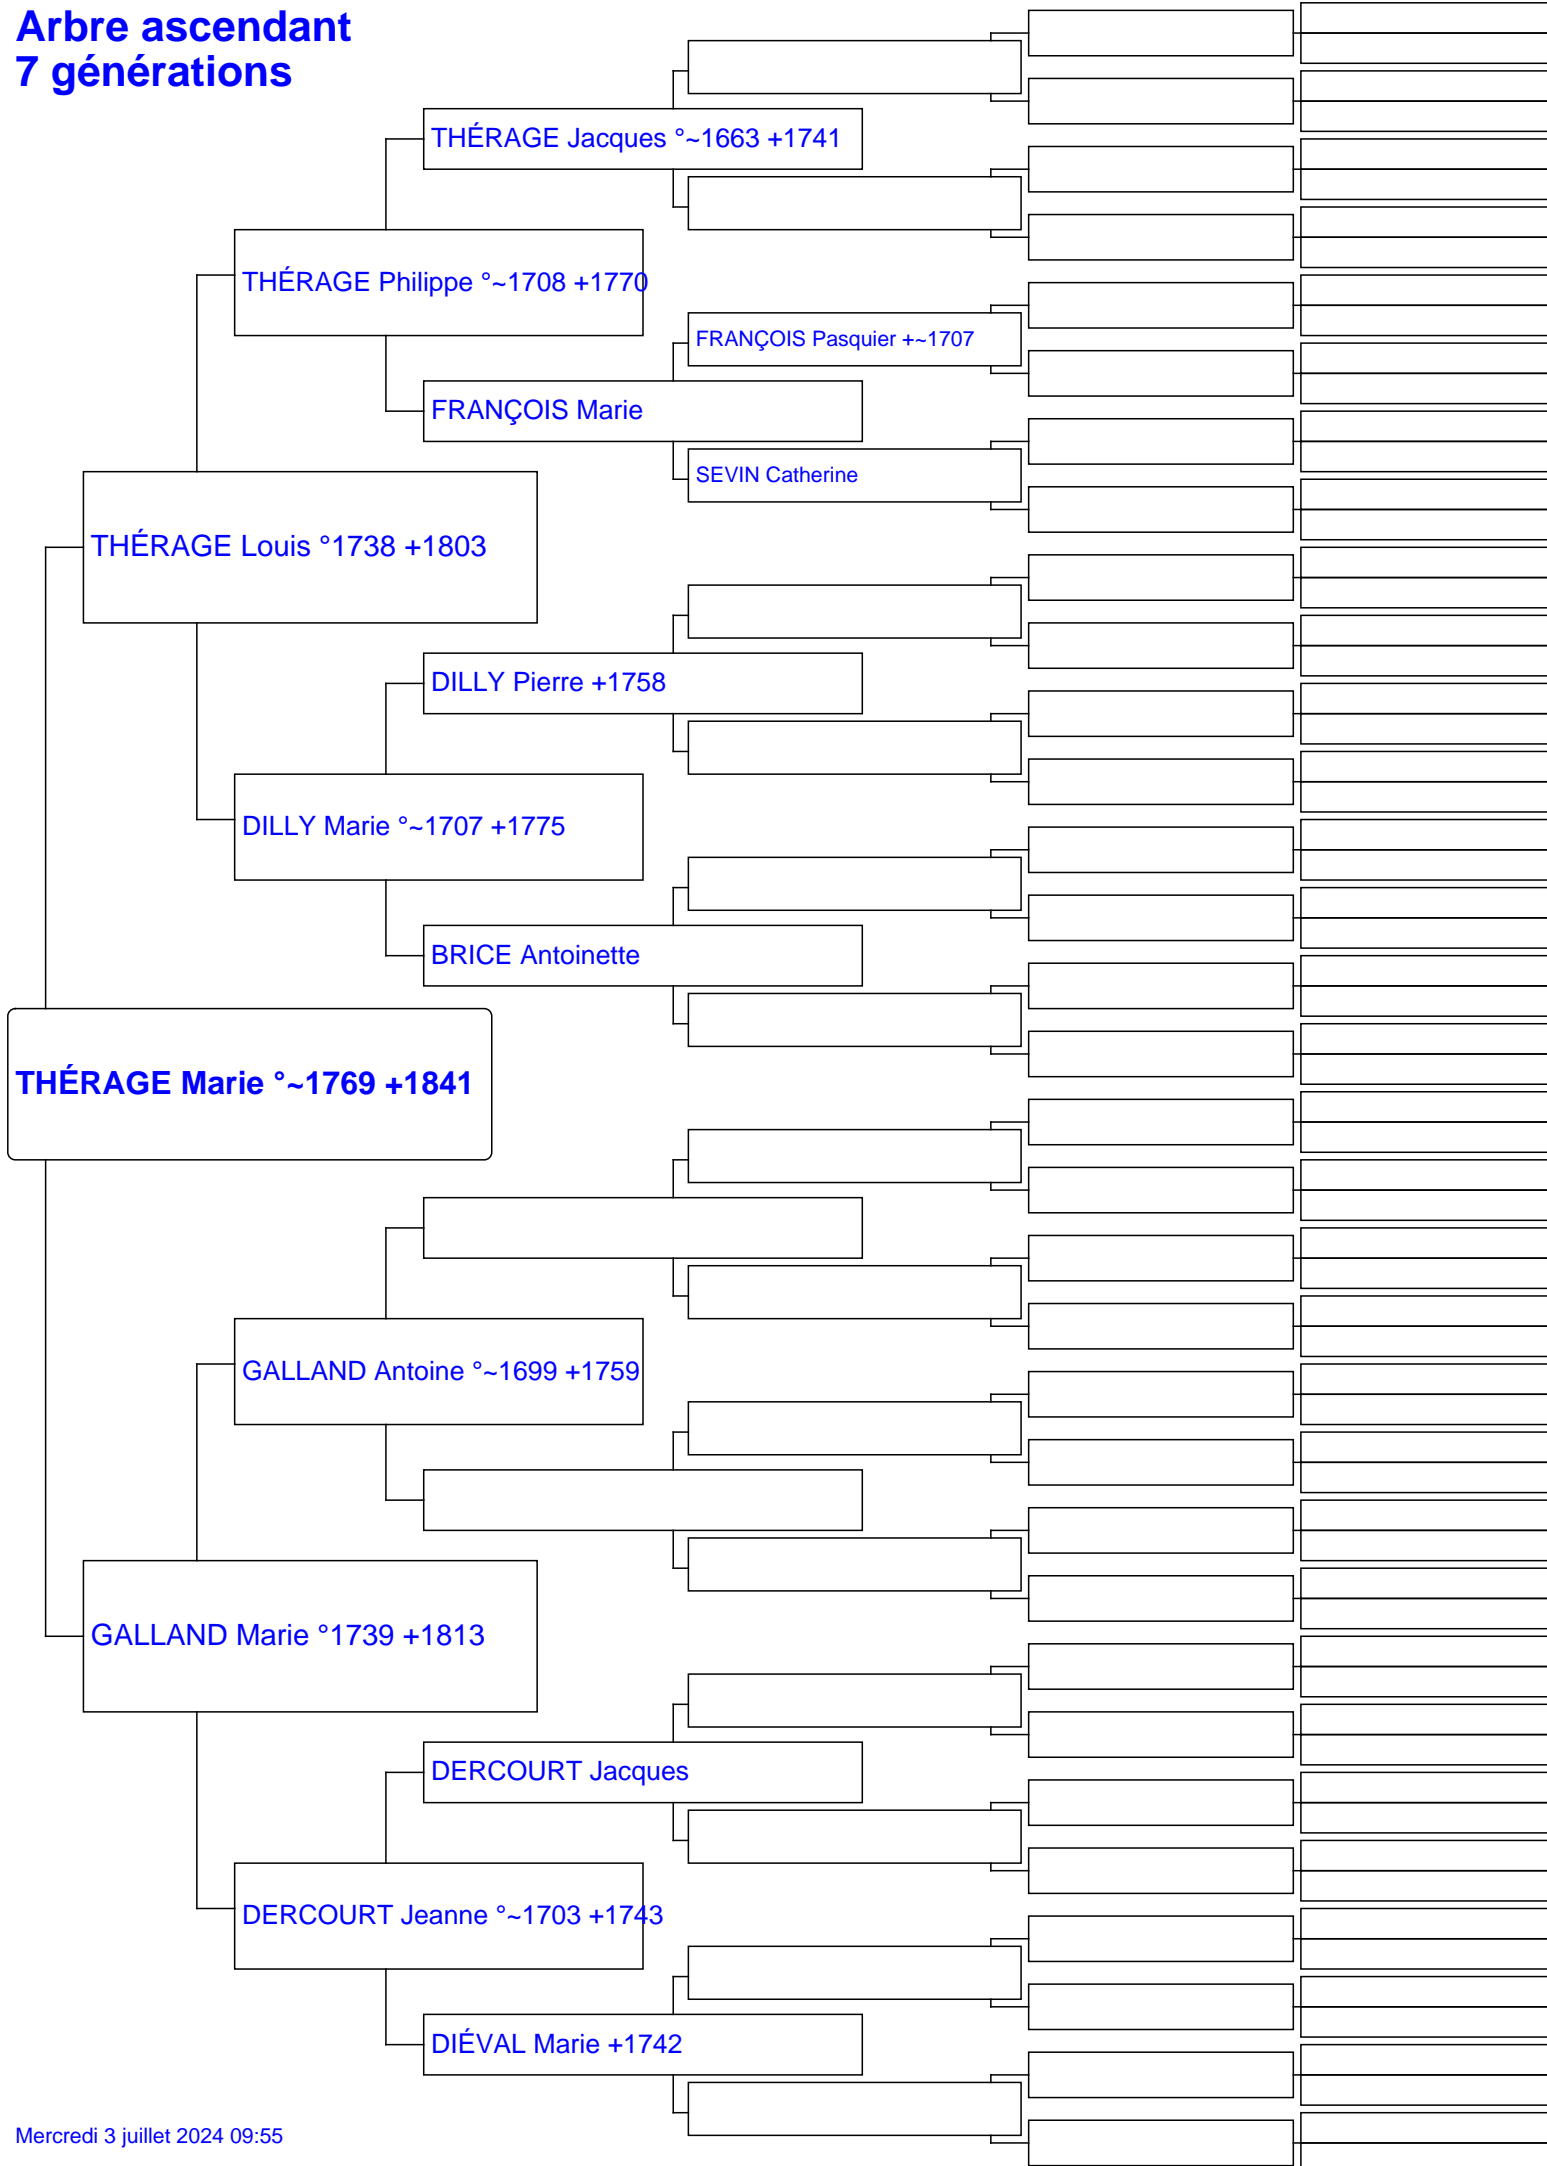 Arbre ascendant
7 générations
THÉRAGE Jacques °~1663 +1741
THÉRAGE Philippe °~1708 +1770
FRANÇOIS Pasquier +~1707
FRANÇOIS Marie
SEVIN Catherine
THÉRAGE Louis °1738 +1803
DILLY Pierre +1758
DILLY Marie °~1707 +1775
BRICE Antoinette
THÉRAGE Marie °~1769 +1841
GALLAND Antoine °~1699 +1759
GALLAND Marie °1739 +1813
DERCOURT Jacques
DERCOURT Jeanne °~1703 +1743
DIÉVAL Marie +1742
Mercredi 3 juillet 2024 09:55